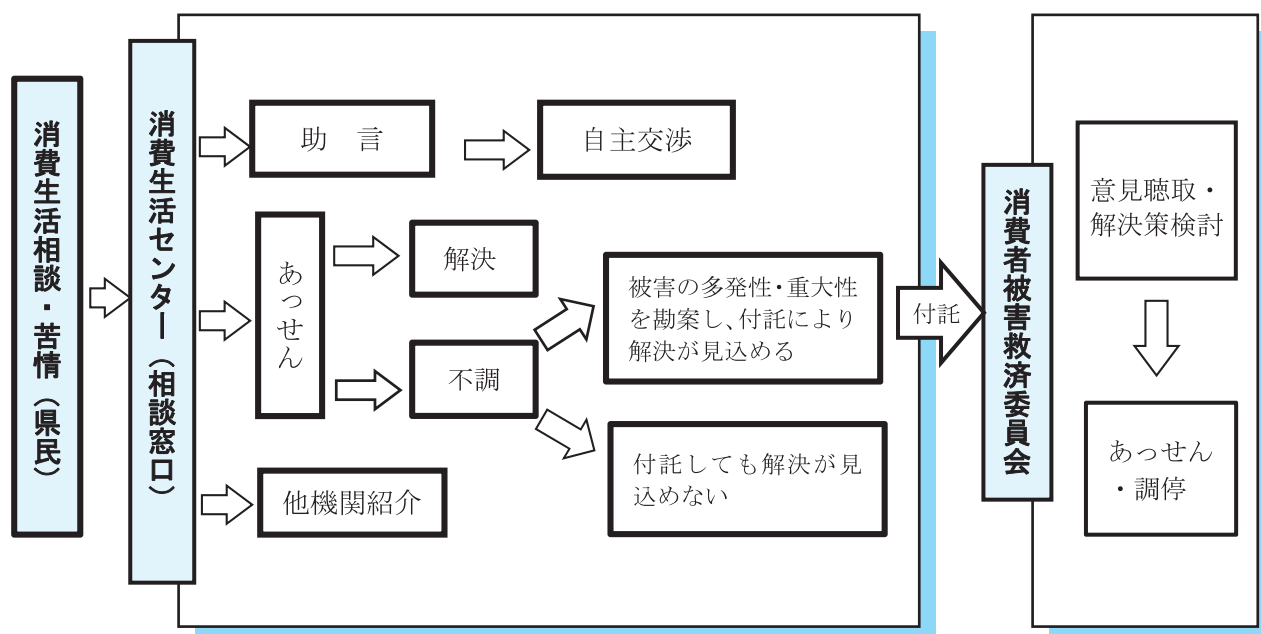 消費生活相談・苦情（県民）
消費生活センター（相談窓口）
助　言
自主交渉
あっせん
解決
不調
被害の多発性・重大性
を勘案し、付託により
解決が見込める
付託しても解決が見
込めない
他機関紹介
付託
消費者被害救済委員会
意見聴取・
解決策検討
あっせん
・調停